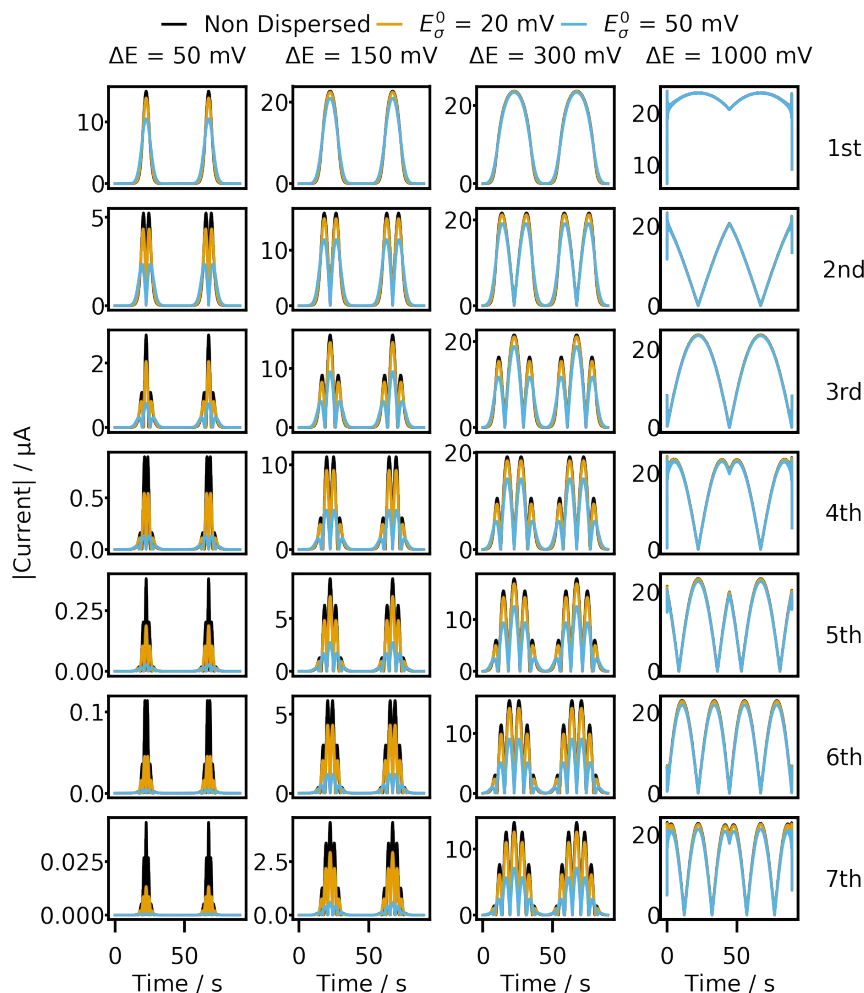 Non Dispersed E⁰σ = 20 mV E⁰σ = 50 mV
ΔE = 50 mV ΔE = 150 mV ΔE = 300 mV ΔE = 1000 mV
10 0 20 0 20 0 20 10 1st
5 0 10 0 20 0 20 0 2nd
2 0 10 0 20 0 20 0 3rd
0.5 0.0 10 5 0 20 10 0 20 0 4th
0.25 0.00 5 0 10 0 20 0 5th
0.1 0.0 5 0 10 0 20 0 6th
0.025 0.000 2.5 0.0 10 0 20 0 7th
0 50 0 50 0 50 0 50
Time / s Time / s Time / s Time / s
|Current| / μA